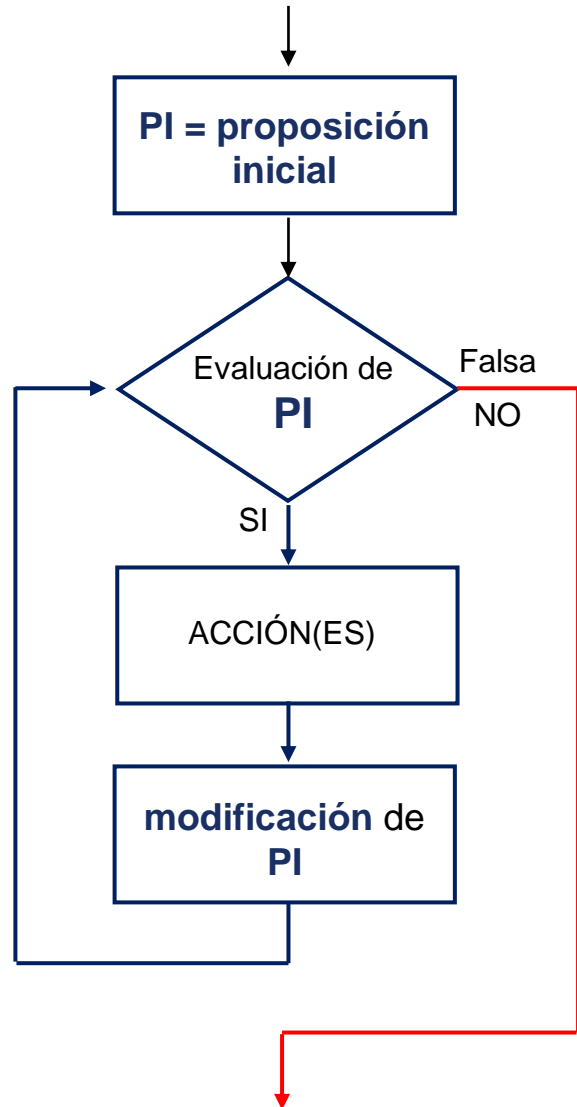 PI = proposición
inicial
Evaluación de
PI
Falsa
NO
SI
ACCIÓN(ES)
modificación de
PI